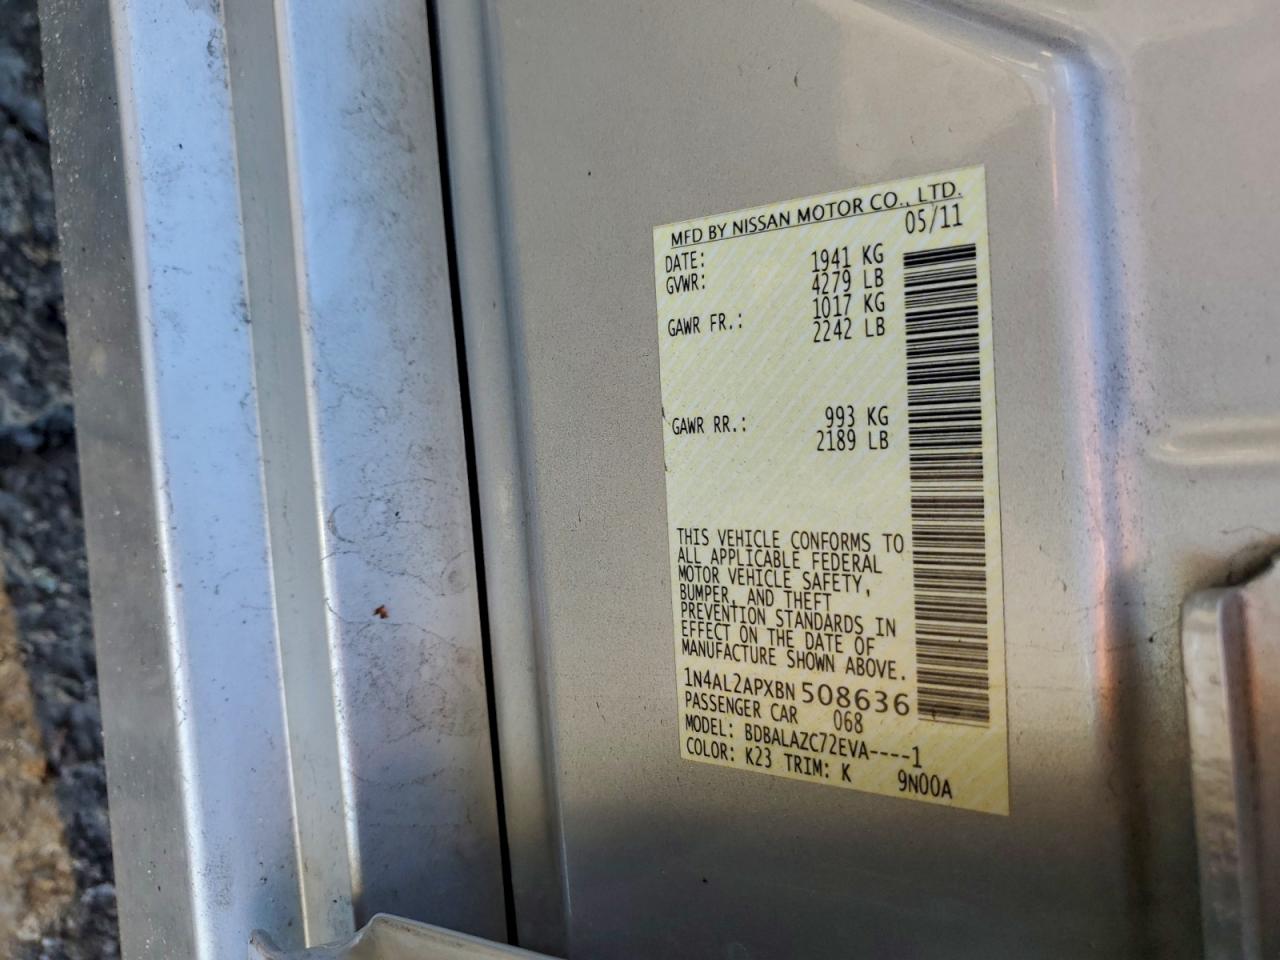 MFD BY NISSAN MOTOR CO., LTD.
DATE: 05/11
GVWR: 1941 KG
4279 LB
GAWR FR.: 1017 KG
2242 LB
GAWR RR.: 993 KG
2189 LB
THIS VEHICLE CONFORMS TO
ALL APPLICABLE FEDERAL
MOTOR VEHICLE SAFETY,
BUMPER, AND THEFT
PREVENTION STANDARDS IN
EFFECT ON THE DATE OF
MANUFACTURE SHOWN ABOVE.
1N4AL2APXBN508636
PASSENGER CAR 068
MODEL: BDBALAZC72EVA----1
COLOR: K23 TRIM: K 9N00A